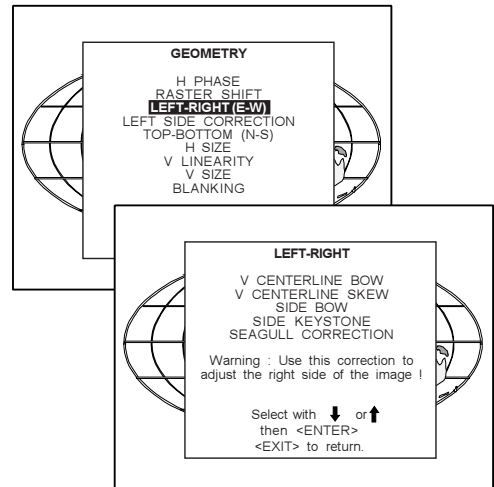 GEOMETRY
H PHASE
RASTER SHIFT
LEFT-RIGHT (E-W)
LEFT SIDE CORRECTION
TOP-BOTTOM (N-S)
H SIZE
V LINEARITY
V SIZE
BLANKING
LEFT-RIGHT
V CENTERLINE BOW
V CENTERLINE SKEW
SIDE BOW
SIDE KEYSTONE
SEAGULL CORRECTION
Warning : Use this correction to
adjust the right side of the image !
Select with ⬇ or ⬆
then <ENTER>
<EXIT> to return.